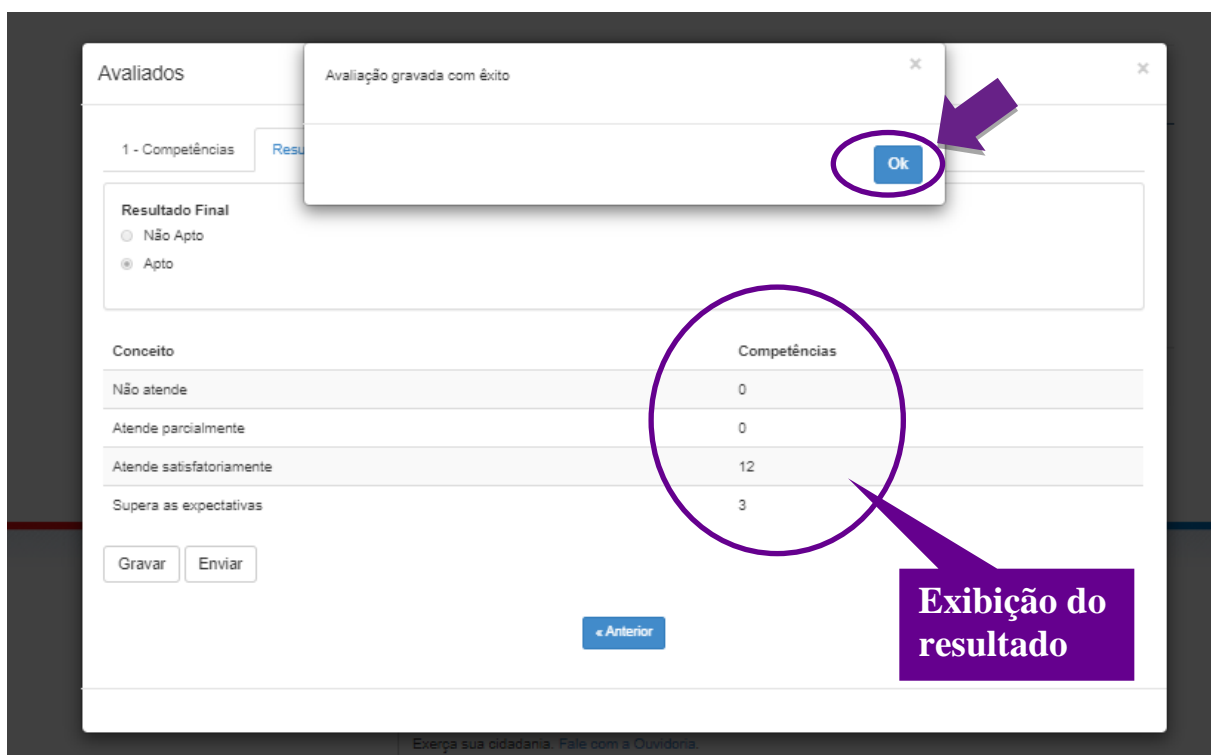 Avaliados
×
Avaliação gravada com êxito
×
Ok
1 - Competências
Resu
Resultado Final
Não Apto
Apto
Conceito Competências
Não atende 0
Atende parcialmente 0
Atende satisfatoriamente 12
Supera as expectativas 3
Gravar Enviar
Exibição do
resultado
« Anterior
Exerça sua cidadania. Fale com a Ouvidoria.